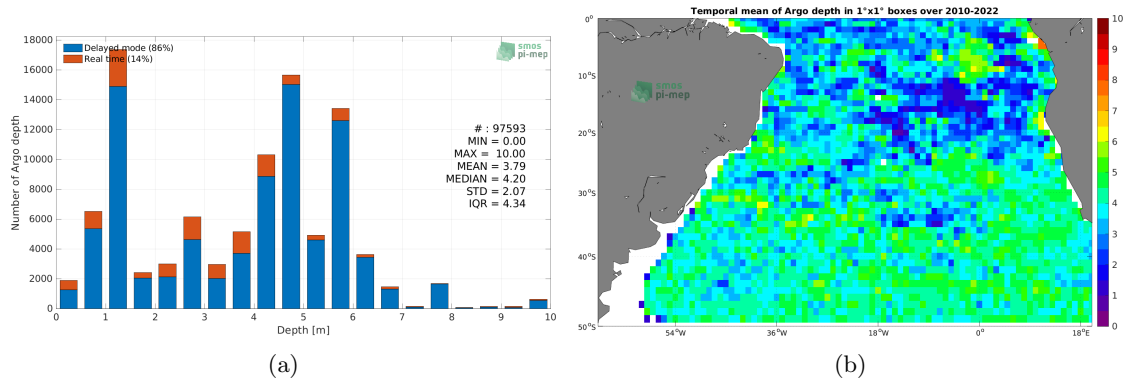 18000
16000
14000
12000
10000
8000
6000
4000
2000
0
Number of Argo depth
Delayed mode (86%)
Real time (14%)
smos
pi-mep
# : 97593
MIN = 0.00
MAX = 10.00
MEAN = 3.79
MEDIAN = 4.20
STD = 2.07
IQR = 4.34
0 1 2 3 4 5 6 7 8 9 10
Depth [m]
(a)
Temporal mean of Argo depth in 1°x1° boxes over 2010-2022
0°
10°S
20°S
30°S
40°S
50°S
smos
pi-mep
54°W 36°W 18°W 0° 18°E
10
9
8
7
6
5
4
3
2
1
0
(b)